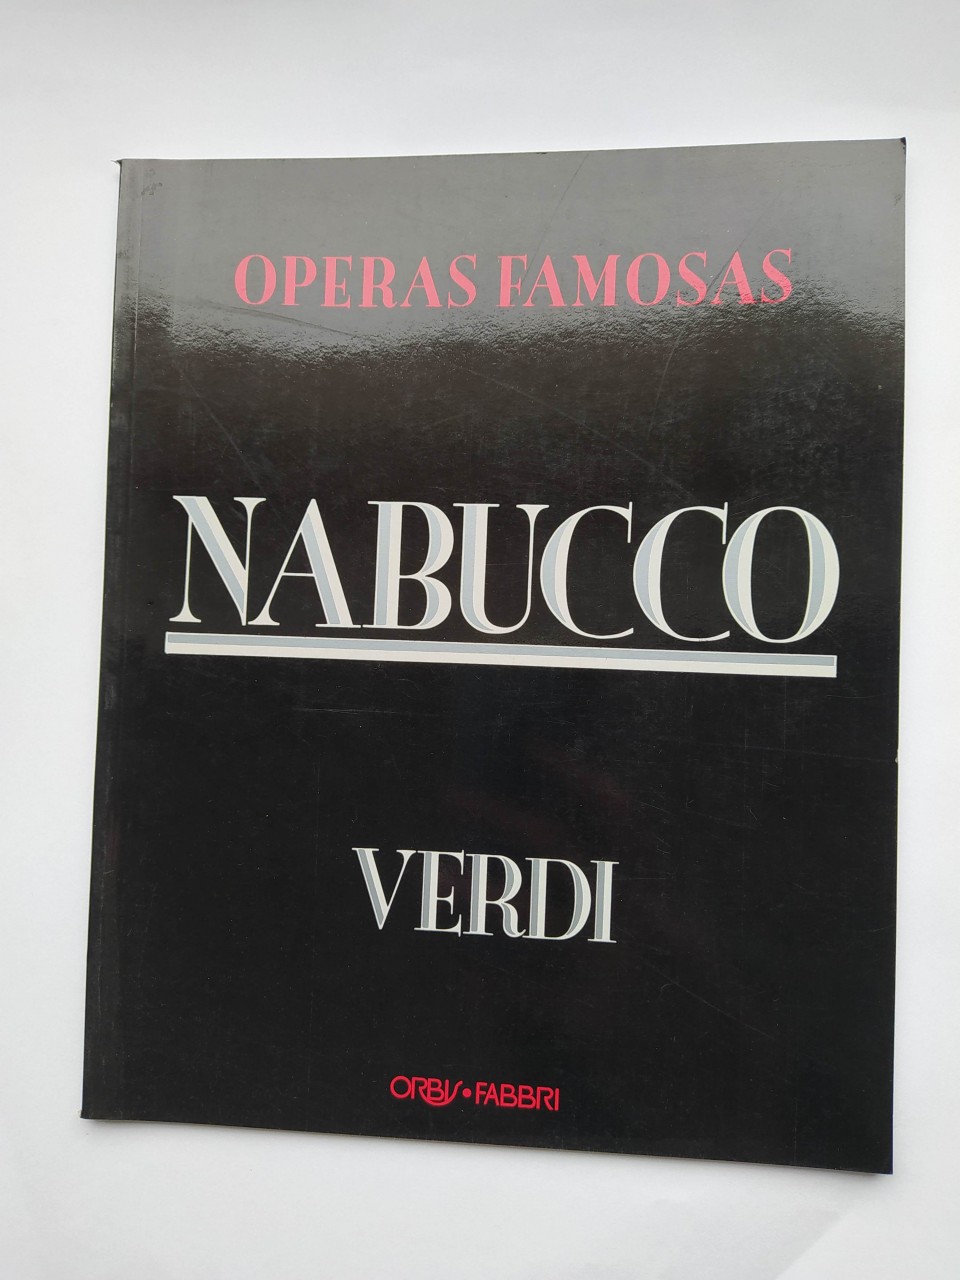 OPERAS FAMOSAS
NABUCCO
VERDI
ORBIS•FABBRI